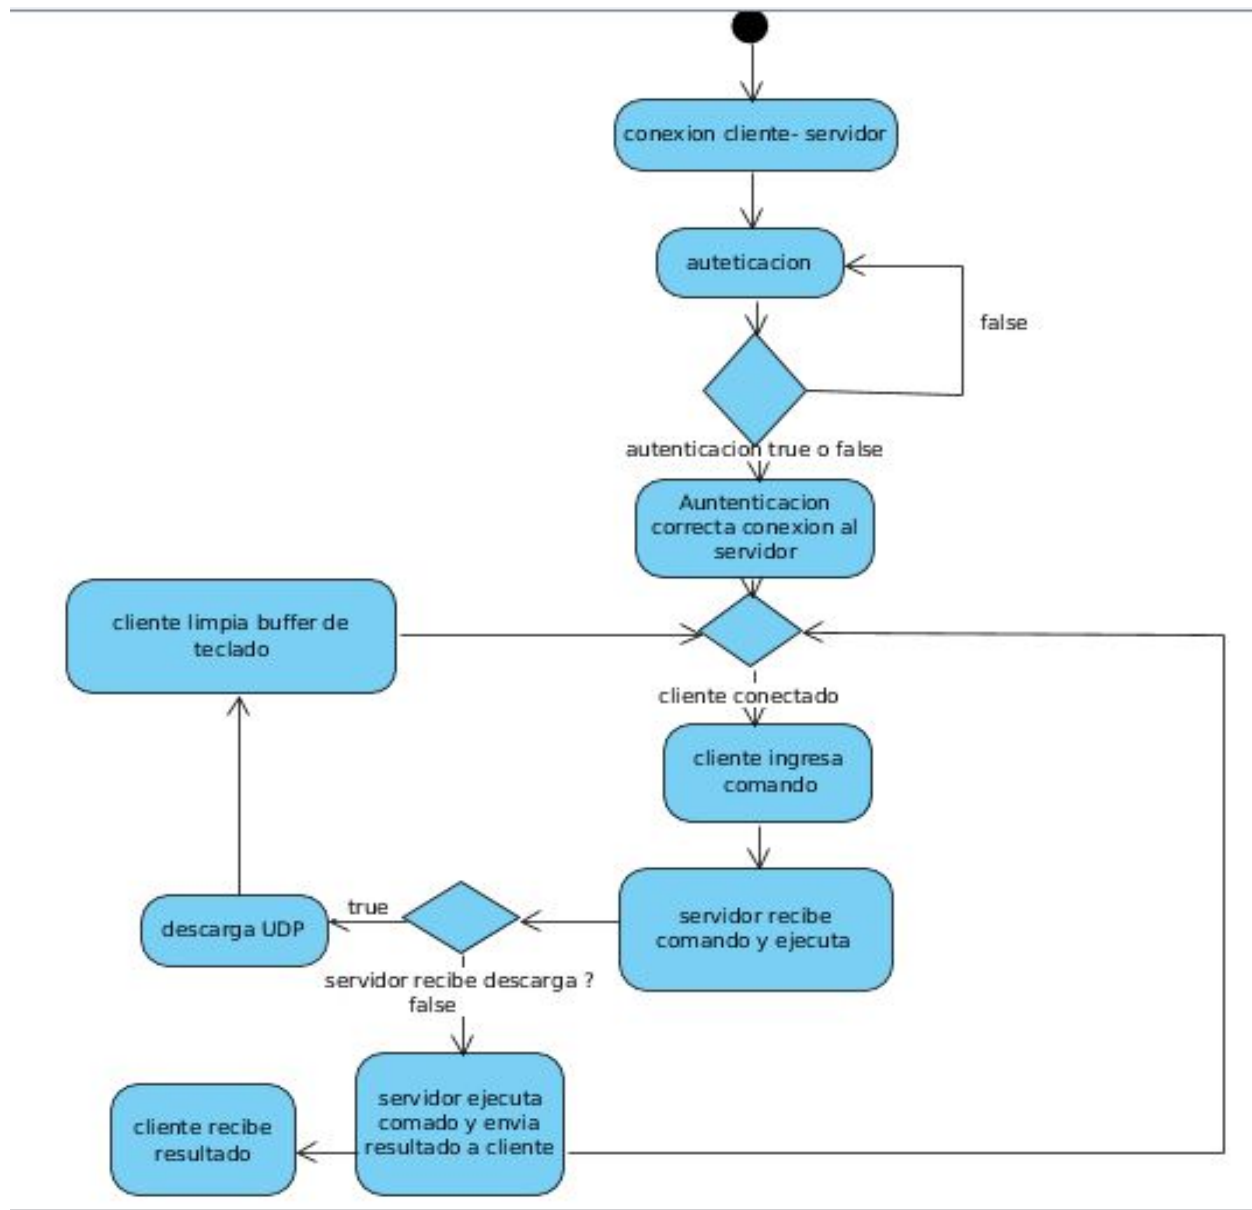 conexion cliente- servidor
auteticacion
false
autenticacion true o false
Auntenticacion
correcta conexion al
servidor
cliente limpia buffer de
teclado
cliente conectado
cliente ingresa
comando
servidor recibe
comando y ejecuta
true
descarga UDP
servidor recibe descarga ?
false
servidor ejecuta
comado y envia
resultado a cliente
cliente recibe
resultado